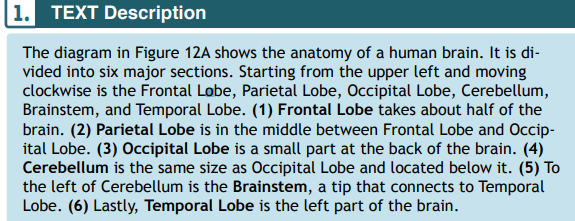 1. TEXT Description
The diagram in Figure 12A shows the anatomy of a human brain. It is di-
vided into six major sections. Starting from the upper left and moving
clockwise is the Frontal Lobe, Parietal Lobe, Occipital Lobe, Cerebellum,
Brainstem, and Temporal Lobe. (1) Frontal Lobe takes about half of the
brain. (2) Parietal Lobe is in the middle between Frontal Lobe and Occip-
ital Lobe. (3) Occipital Lobe is a small part at the back of the brain. (4)
Cerebellum is the same size as Occipital Lobe and located below it. (5) To
the left of Cerebellum is the Brainstem, a tip that connects to Temporal
Lobe. (6) Lastly, Temporal Lobe is the left part of the brain.